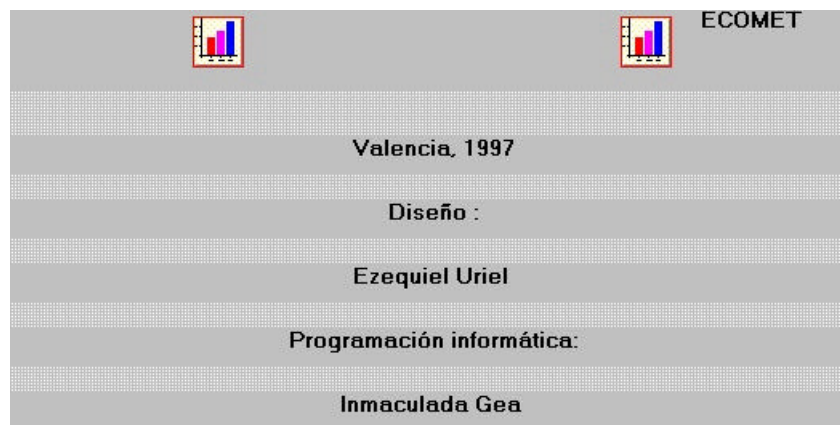 ECOMET
Valencia, 1997
Diseño :
Ezequiel Uriel
Programación informática:
Inmaculada Gea